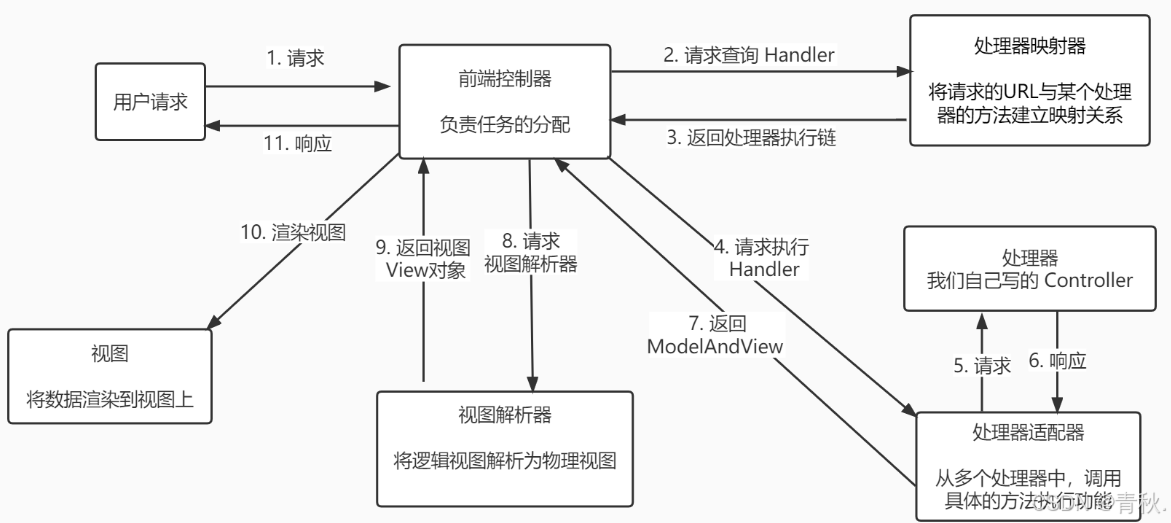 1. 请求
用户请求
11. 响应
前端控制器
负责任务的分配
2. 请求查询 Handler
3. 返回处理器执行链
处理器映射器
将请求的URL与某个处理
器的方法建立映射关系
10. 渲染视图
9. 返回视图
View对象
8. 请求
视图解析器
4. 请求执行
Handler
7. 返回
ModelAndView
处理器
我们自己写的 Controller
5. 请求
6. 响应
视图
将数据渲染到视图上
视图解析器
将逻辑视图解析为物理视图
处理器适配器
从多个处理器中，调用
具体的方法执行功能
CSDN @青秋.